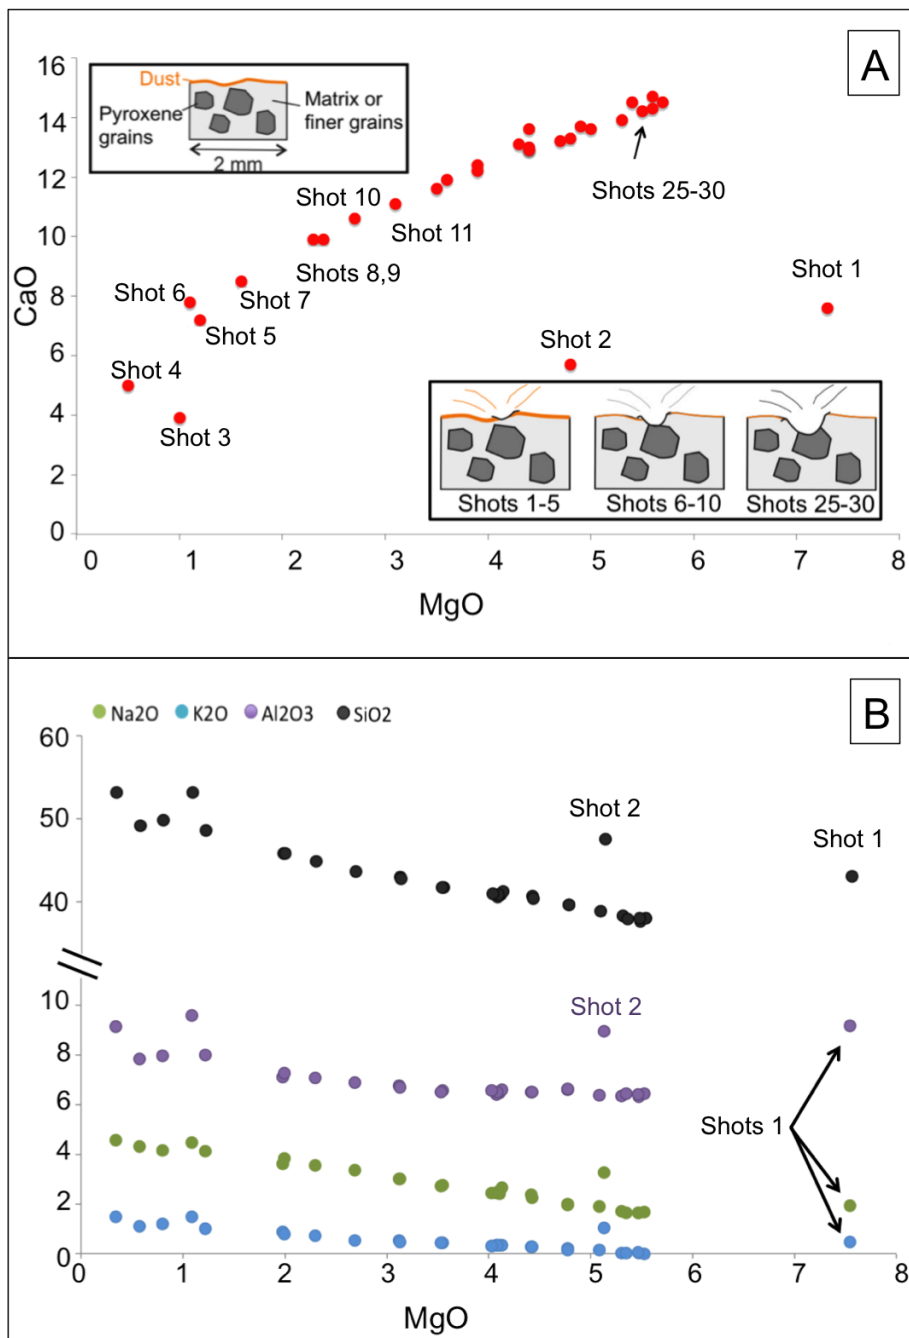 A
16
14
12
10
8
6
4
2
0
CaO
Dust
Pyroxene
grains
Matrix or
finer grains
2 mm
Shot 10
Shot 11
Shots 25-30
Shots 8,9
Shot 1
Shot 6
Shot 7
Shot 5
Shot 2
Shot 4
Shot 3
Shots 1-5
Shots 6-10
Shots 25-30
0 1 2 3 4 5 6 7 8
MgO
B
Na2O K2O Al2O3 SiO2
60
50
40
10
8
6
4
2
0
Shot 2
Shot 1
Shot 2
Shots 1
0 1 2 3 4 5 6 7 8
MgO